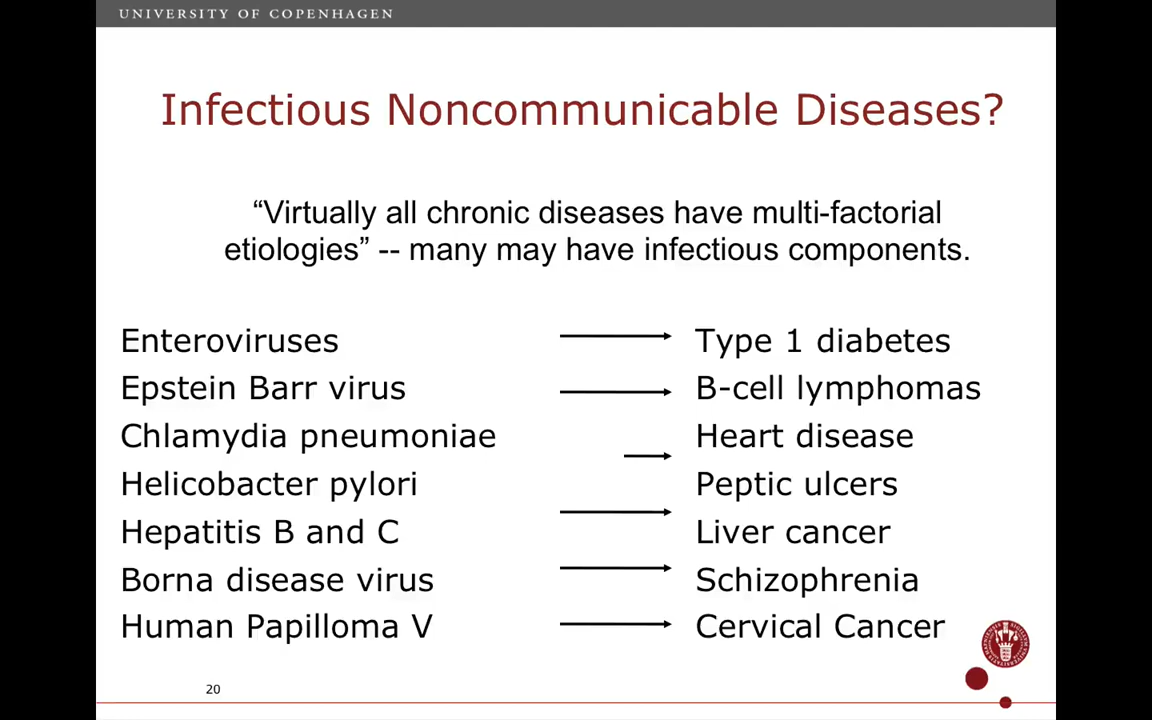 UNIVERSITY OF COPENHAGEN
Infectious Noncommunicable Diseases?
“Virtually all chronic diseases have multi-factorial
etiologies” -- many may have infectious components.
Enteroviruses Type 1 diabetes
Epstein Barr virus B-cell lymphomas
Chlamydia pneumoniae Heart disease
Helicobacter pylori Peptic ulcers
Hepatitis B and C Liver cancer
Borna disease virus Schizophrenia
Human Papilloma V Cervical Cancer
20